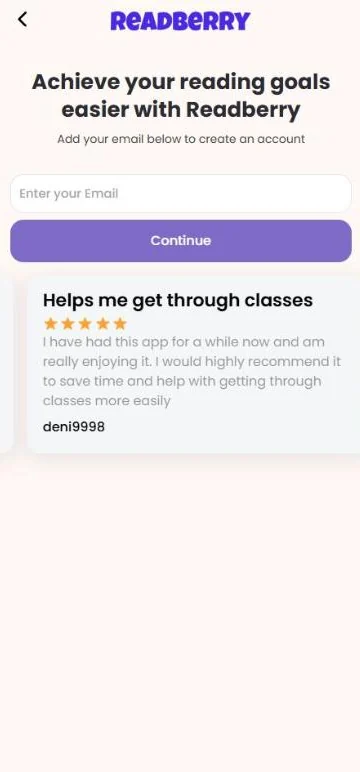 READBERRY
Achieve your reading goals
easier with Readberry
Add your email below to create an account
Enter your Email
Continue
Helps me get through classes
I have had this app for a while now and am
really enjoying it. I would highly recommend it
to save time and help with getting through
classes more easily
deni9998